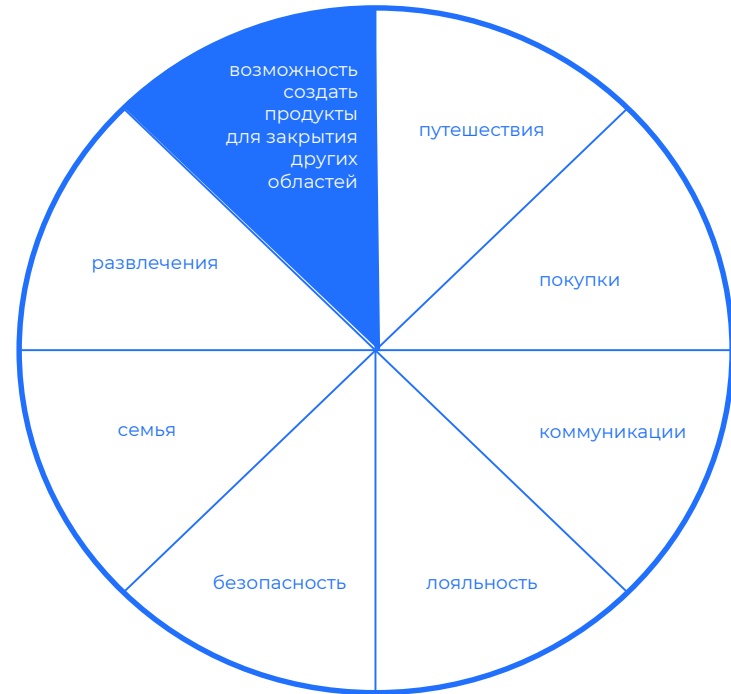 возможность
создать
продукты
для закрытия
других
областей
путешествия
покупки
коммуникации
лояльность
безопасность
семья
развлечения